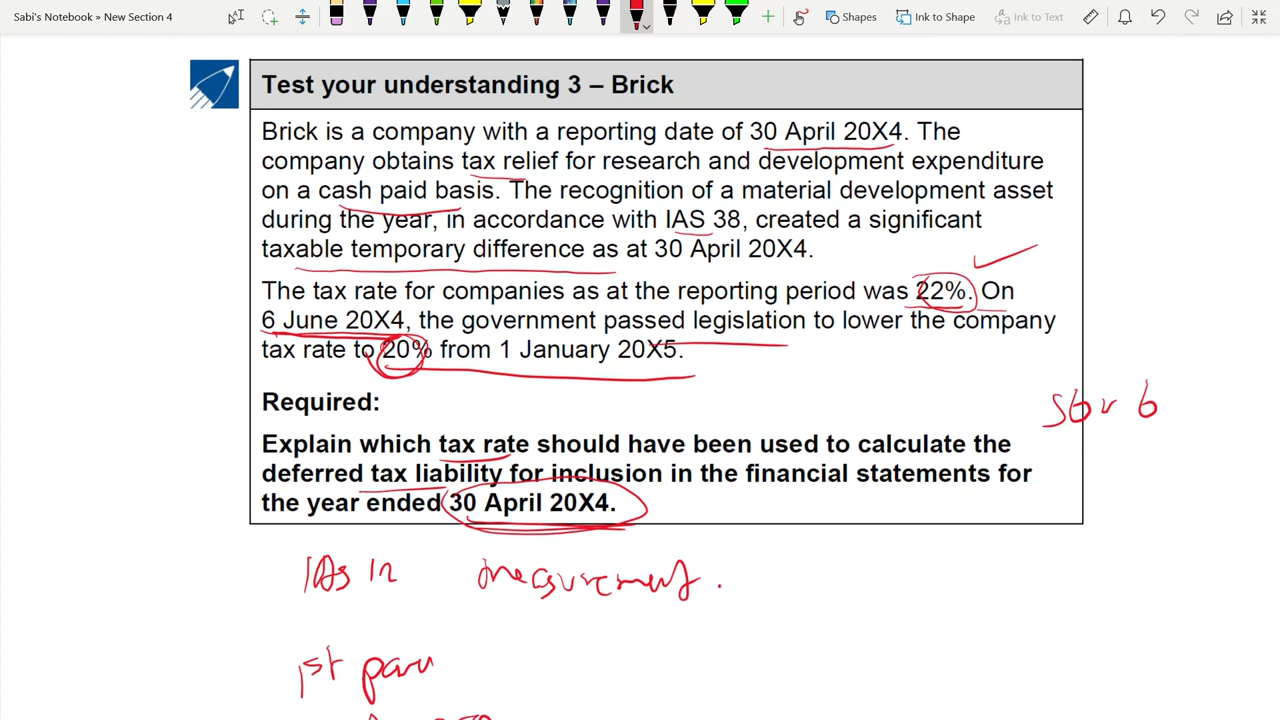 Sabi's Notebook » New Section 4
Shapes
Ink to Shape
Ink to Text
Test your understanding 3 – Brick
Brick is a company with a reporting date of 30 April 20X4. The
company obtains tax relief for research and development expenditure
on a cash paid basis. The recognition of a material development asset
during the year, in accordance with IAS 38, created a significant
taxable temporary difference as at 30 April 20X4.
The tax rate for companies as at the reporting period was 22%. On
6 June 20X4, the government passed legislation to lower the company
tax rate to 20% from 1 January 20X5.
Required:
Explain which tax rate should have been used to calculate the
deferred tax liability for inclusion in the financial statements for
the year ended 30 April 20X4.
IAS 12 measurement.
1st para